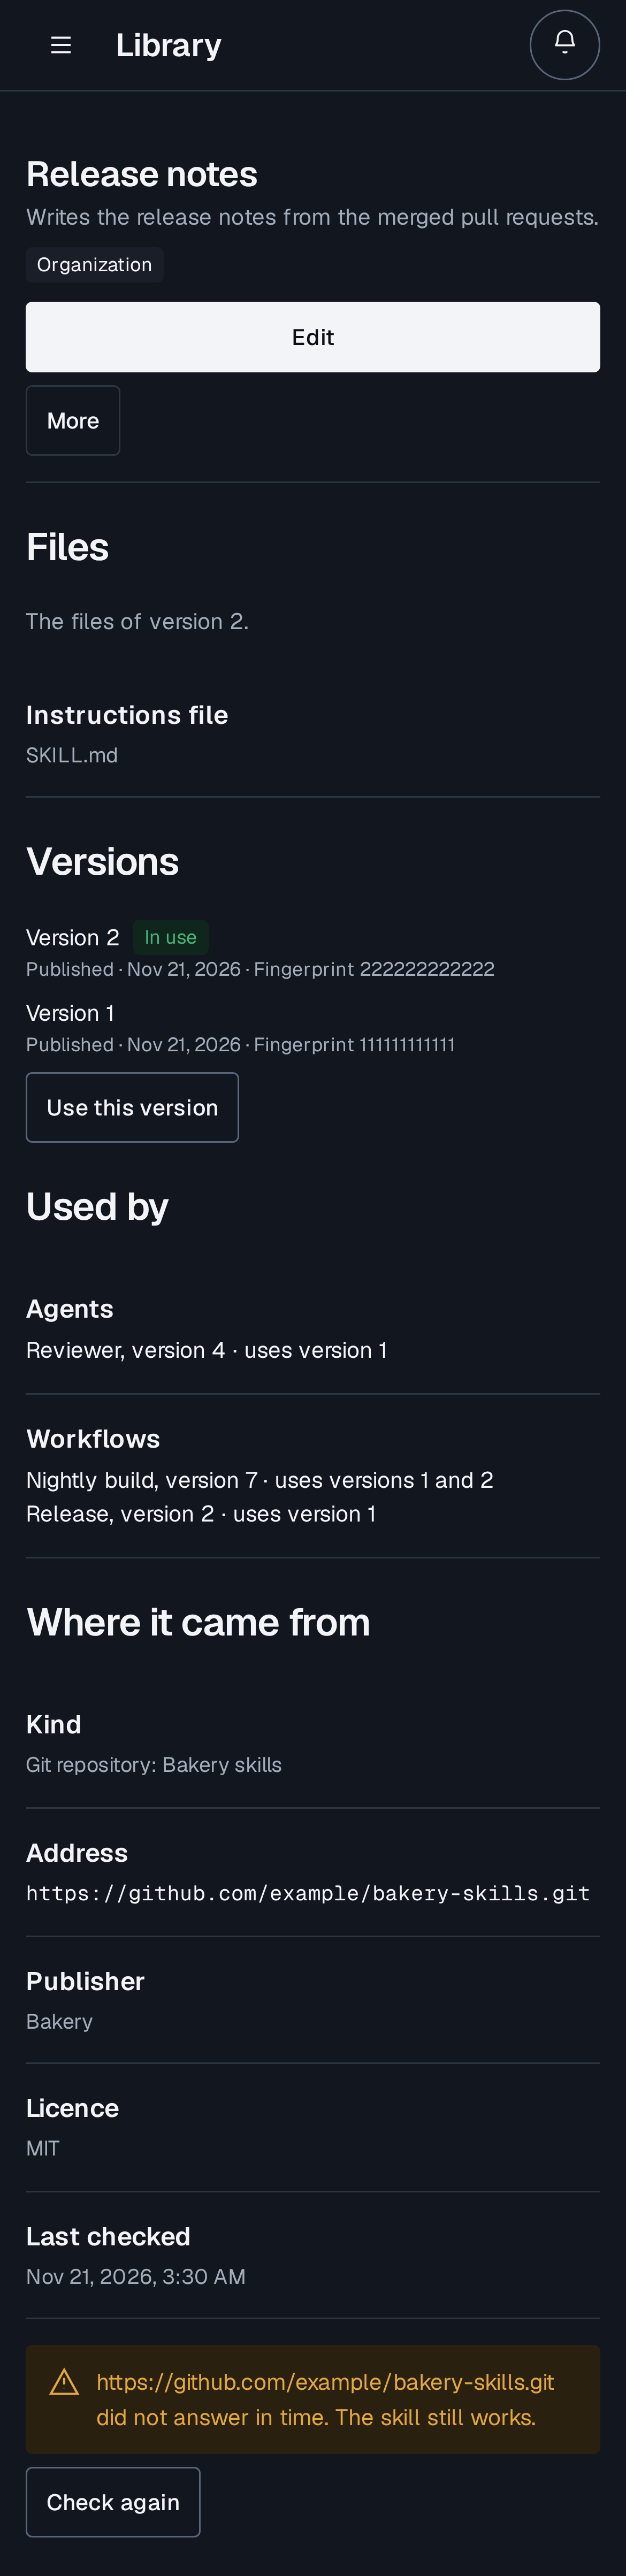 Library
Release notes
Writes the release notes from the merged pull requests.
Organization
Edit
More
Files
The files of version 2.
Instructions file
SKILL.md
Versions
Version 2 In use
Published · Nov 21, 2026 · Fingerprint 222222222222
Version 1
Published · Nov 21, 2026 · Fingerprint 111111111111
Use this version
Used by
Agents
Reviewer, version 4 · uses version 1
Workflows
Nightly build, version 7 · uses versions 1 and 2
Release, version 2 · uses version 1
Where it came from
Kind
Git repository: Bakery skills
Address
https://github.com/example/bakery-skills.git
Publisher
Bakery
Licence
MIT
Last checked
Nov 21, 2026, 3:30 AM
https://github.com/example/bakery-skills.git
did not answer in time. The skill still works.
Check again